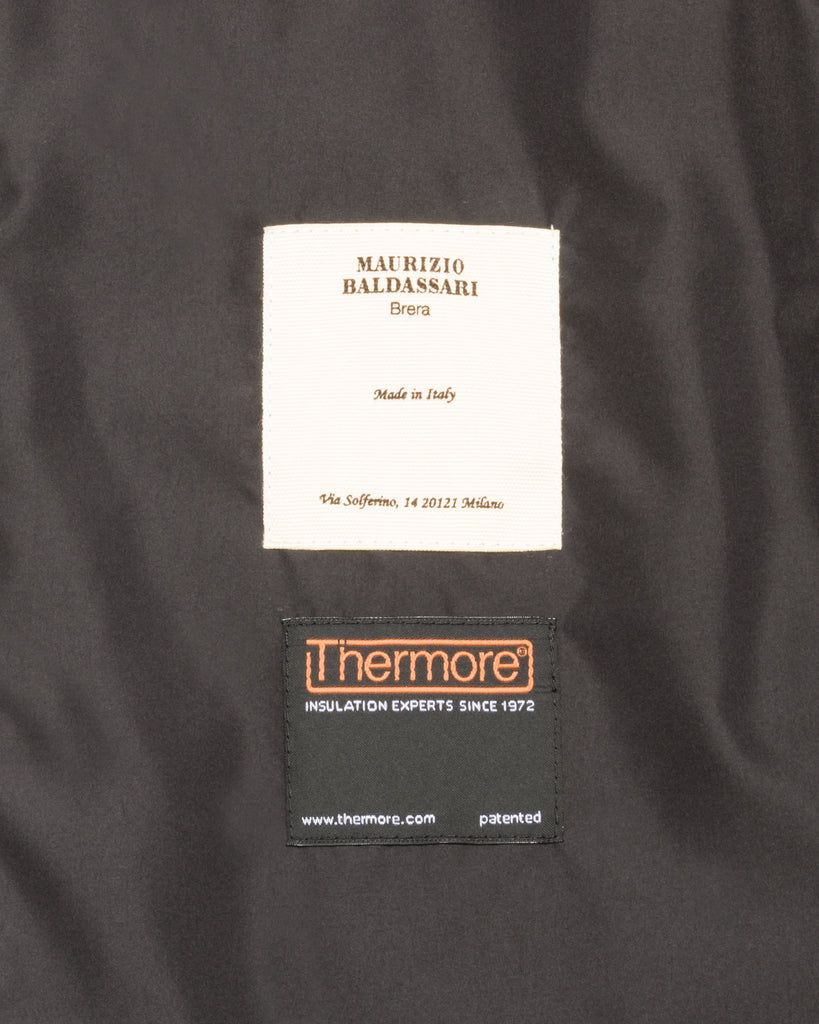 MAURIZIO
BALDASSARI
Brera
Made in Italy
Via Solferino, 14 20121 Milano
Thermore®
INSULATION EXPERTS SINCE 1972
www.thermore.com patented